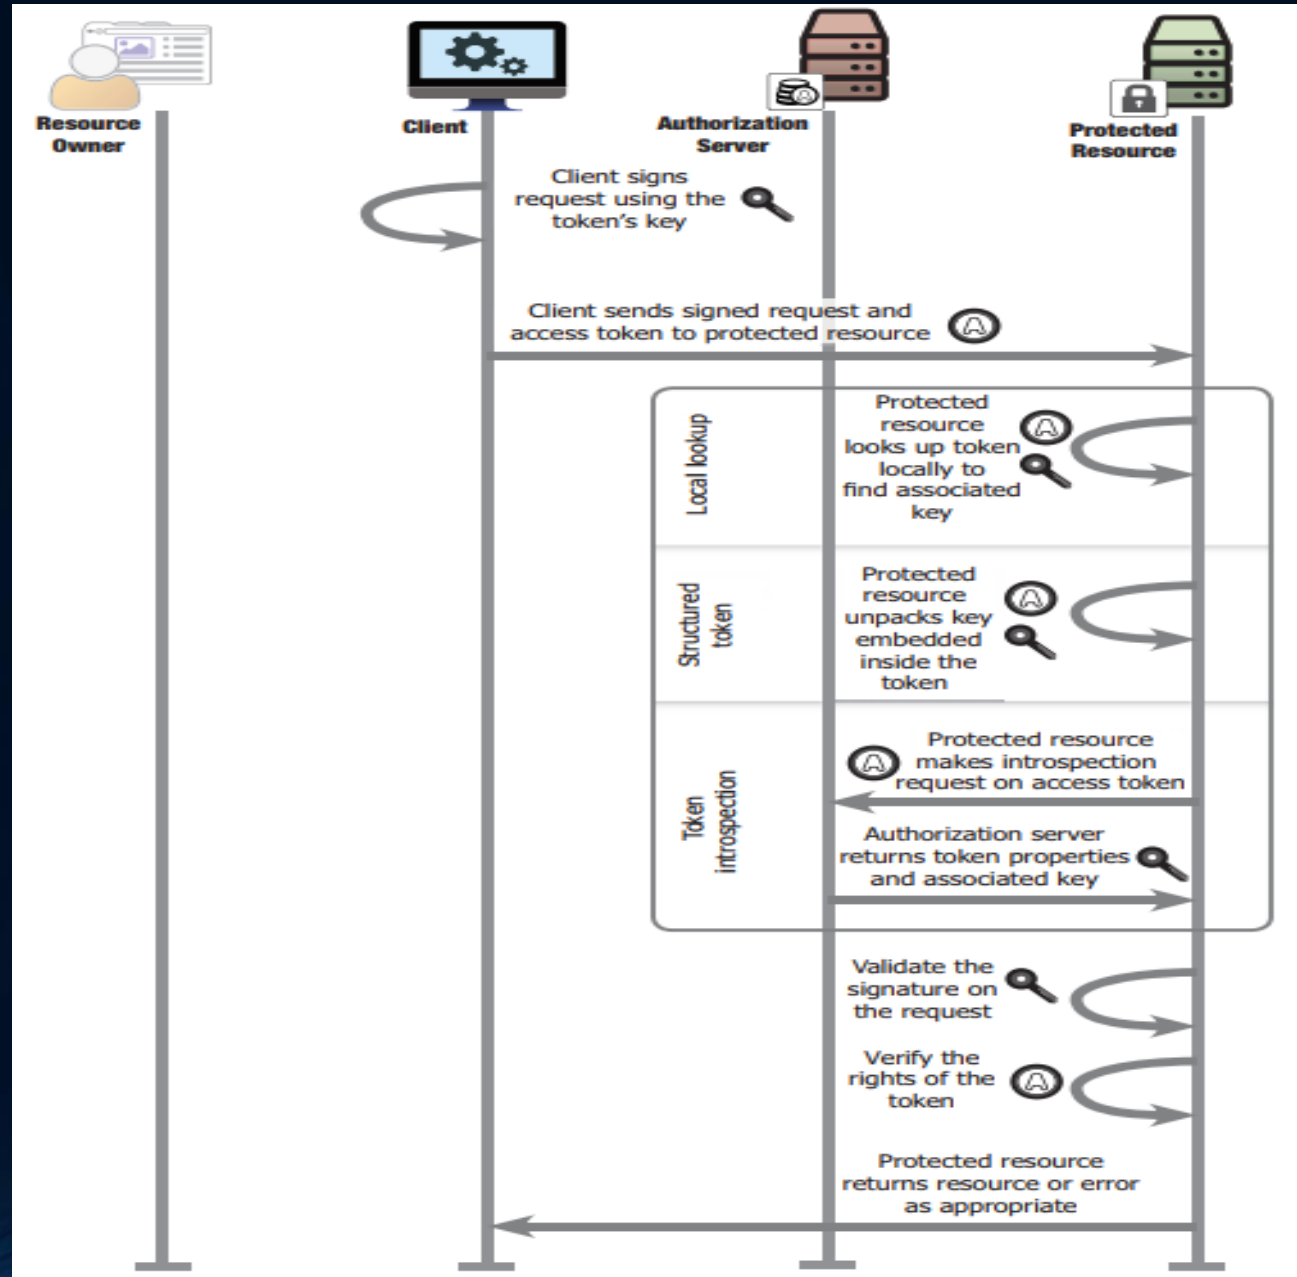 Resource
Owner
Client
Authorization
Server
Protected
Resource
Client signs
request using the
token's key
Client sends signed request and
access token to protected resource
A
Local lookup
Protected
resource
looks up token
locally to
find associated
key
A
Structured
token
Protected
resource
unpacks key
embedded
inside the
token
A
Token
introspection
Protected resource
makes introspection
request on access token
A
Authorization server
returns token properties
and associated key
Validate the
signature on
the request
Verify the
rights of the
token
A
Protected resource
returns resource or error
as appropriate